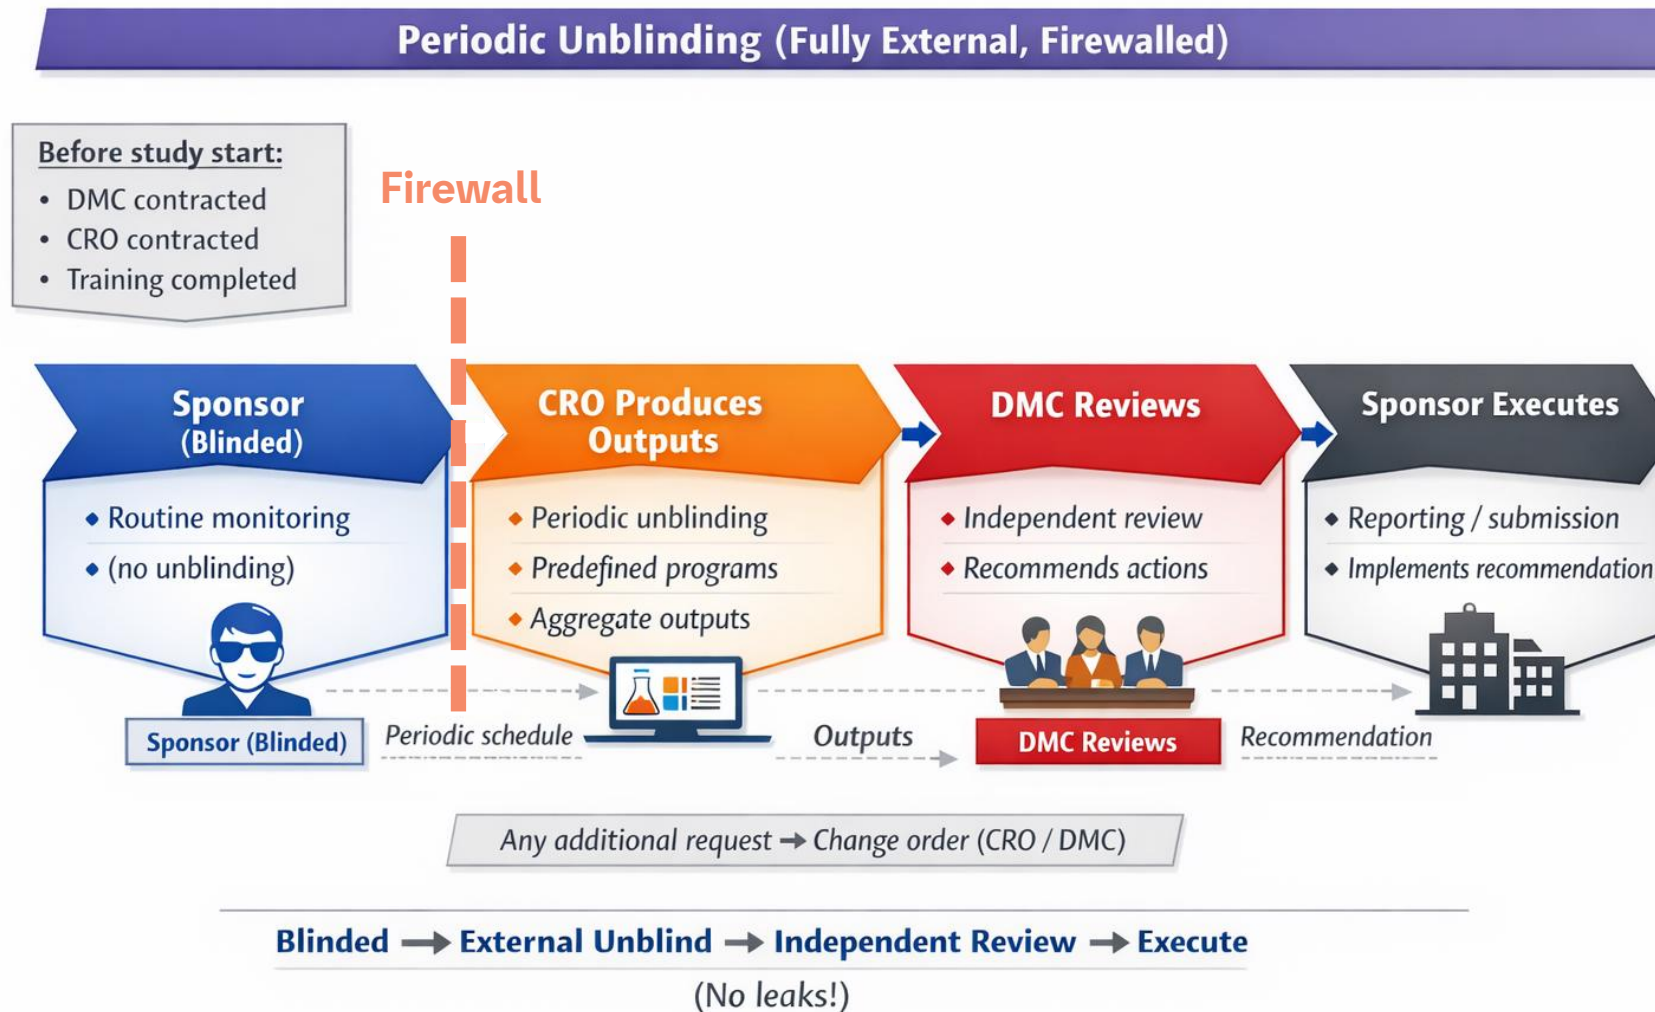 Periodic Unblinding (Fully External, Firewalled)
Before study start:
• DMC contracted
• CRO contracted
• Training completed
Firewall
Sponsor
(Blinded)
◆ Routine monitoring
◆ (no unblinding)
CRO Produces
Outputs
◆ Periodic unblinding
◆ Predefined programs
◆ Aggregate outputs
DMC Reviews
◆ Independent review
◆ Recommends actions
Sponsor Executes
◆ Reporting / submission
◆ Implements recommendation
Sponsor (Blinded)
Periodic schedule
Outputs
DMC Reviews
Recommendation
Any additional request → Change order (CRO / DMC)
Blinded → External Unblind → Independent Review → Execute
(No leaks!)